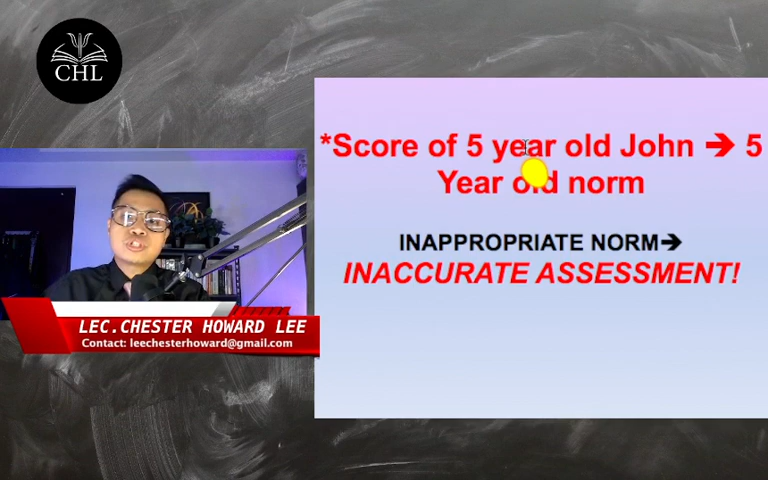 CHL
*Score of 5 year old John ➔ 5
Year old norm
INAPPROPRIATE NORM➔
INACCURATE ASSESSMENT!
LEC.CHESTER HOWARD LEE
Contact: leechesterhoward@gmail.com